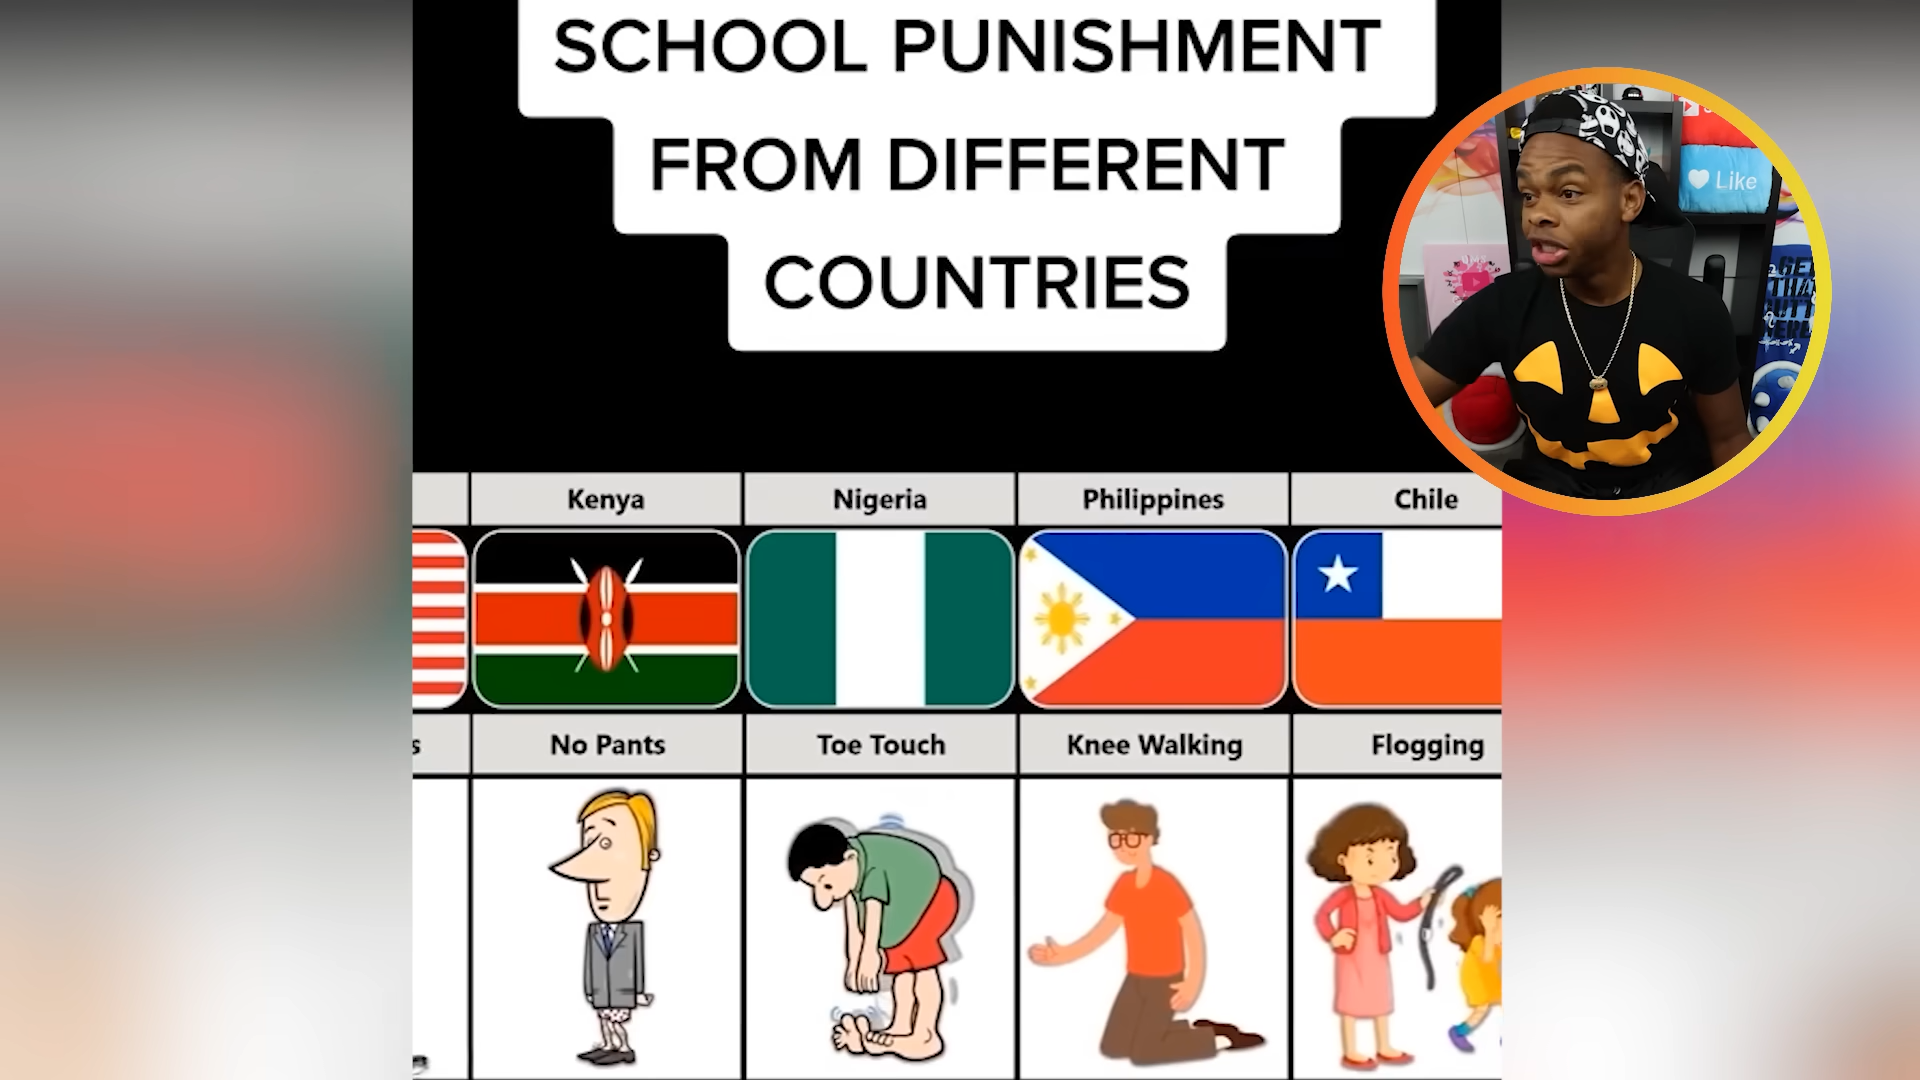 SCHOOL PUNISHMENT
FROM DIFFERENT
COUNTRIES
Like
Kenya
Nigeria
Philippines
Chile
s
No Pants
Toe Touch
Knee Walking
Flogging